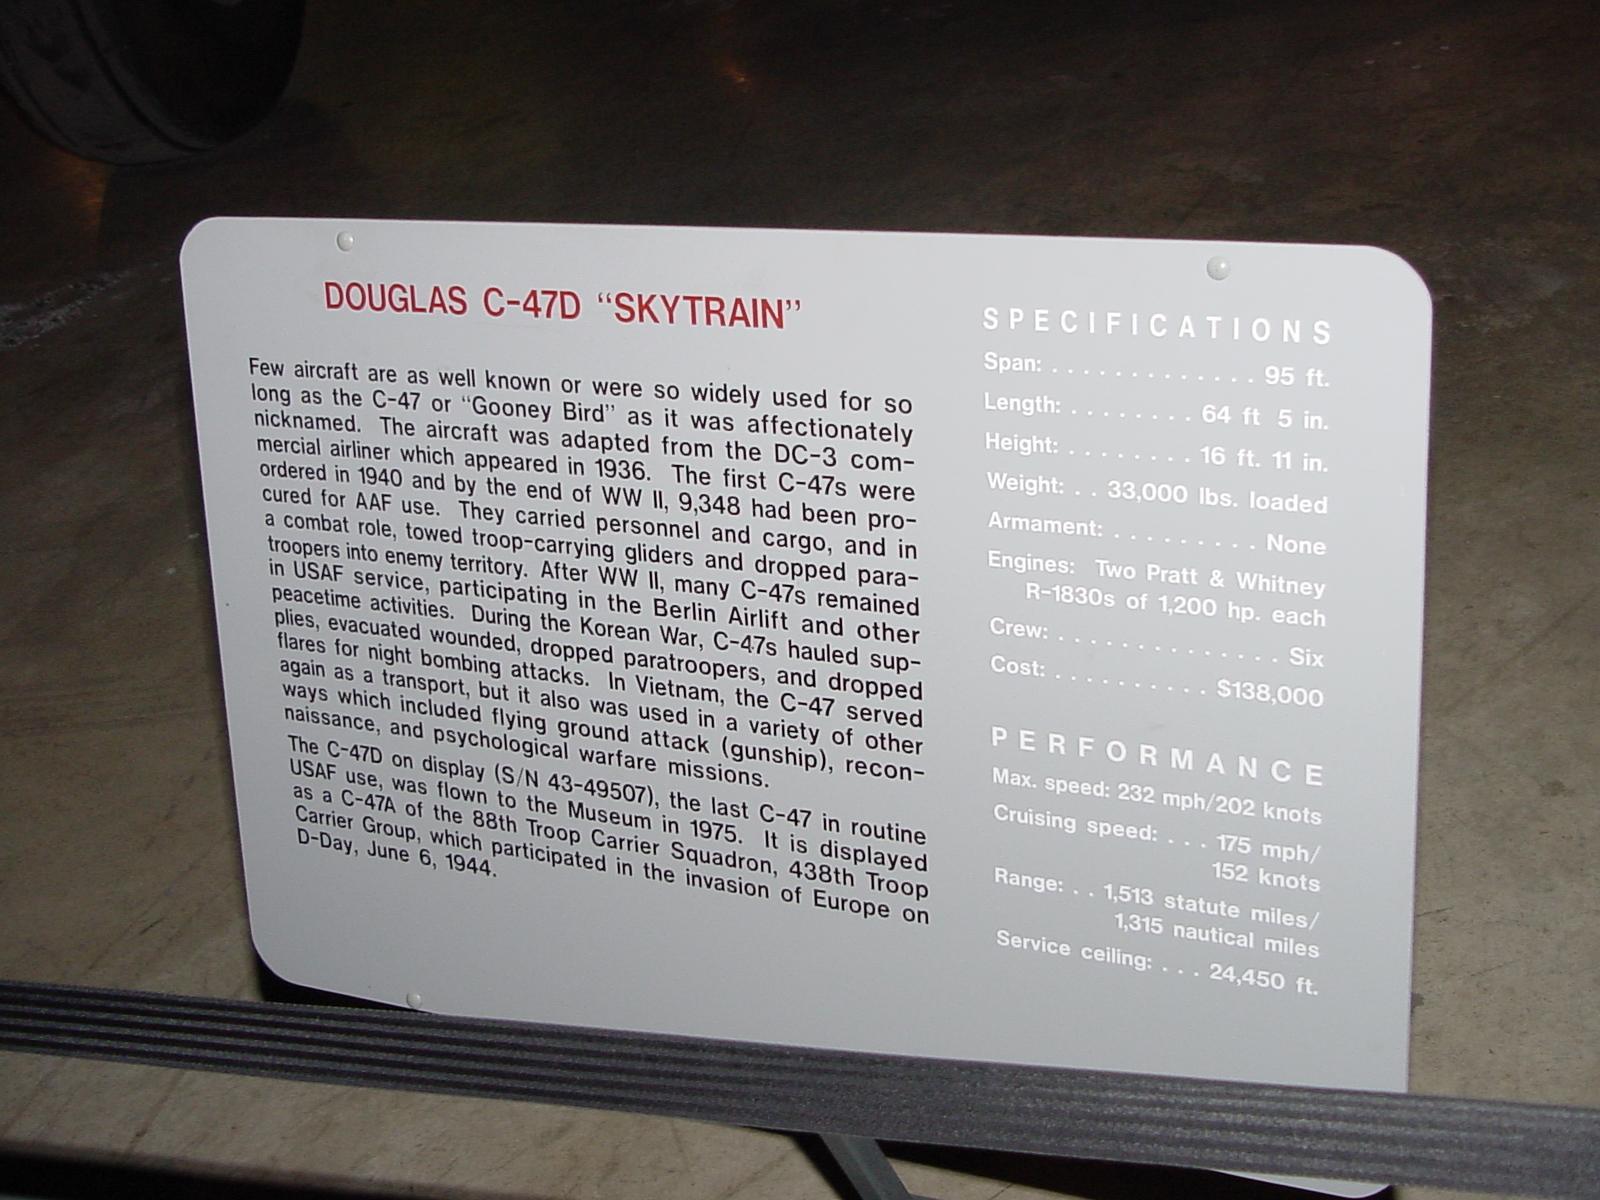 DOUGLAS C-47D “SKYTRAIN”
Few aircraft are as well known or were so widely used for so
long as the C-47 or “Gooney Bird” as it was affectionately
nicknamed. The aircraft was adapted from the DC-3 com-
mercial airliner which appeared in 1936. The first C-47s were
ordered in 1940 and by the end of WW II, 9,348 had been pro-
cured for AAF use. They carried personnel and cargo, and in
a combat role, towed troop-carrying gliders and dropped para-
troopers into enemy territory. After WW II, many C-47s remained
in USAF service, participating in the Berlin Airlift and other
peacetime activities. During the Korean War, C-47s hauled sup-
plies, evacuated wounded, dropped paratroopers, and dropped
flares for night bombing attacks. In Vietnam, the C-47 served
again as a transport, but it also was used in a variety of other
ways which included flying ground attack (gunship), recon-
naissance, and psychological warfare missions.
The C-47D on display (S/N 43-49507), the last C-47 in routine
USAF use, was flown to the Museum in 1975. It is displayed
as a C-47A of the 88th Troop Carrier Squadron, 438th Troop
Carrier Group, which participated in the invasion of Europe on
D-Day, June 6, 1944.
SPECIFICATIONS
Span: . . . . . . . . . . . . . 95 ft.
Length: . . . . . . . . 64 ft 5 in.
Height: . . . . . . . . 16 ft. 11 in.
Weight: . . 33,000 lbs. loaded
Armament: . . . . . . . . . None
Engines: Two Pratt & Whitney
R-1830s of 1,200 hp. each
Crew: . . . . . . . . . . . . . Six
Cost: . . . . . . . . . . $138,000
PERFORMANCE
Max. speed: 232 mph/202 knots
Cruising speed: . . . 175 mph/
152 knots
Range: . . 1,513 statute miles/
1,315 nautical miles
Service ceiling: . . . 24,450 ft.